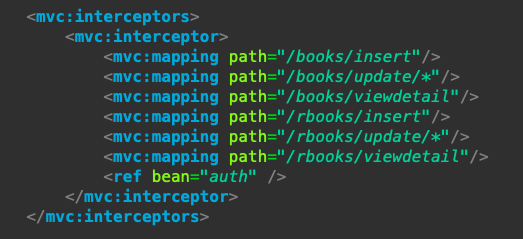 <mvc:interceptors>
<mvc:interceptor>
<mvc:mapping path="/books/insert"/>
<mvc:mapping path="/books/update/*"/>
<mvc:mapping path="/books/viewdetail"/>
<mvc:mapping path="/rbooks/insert"/>
<mvc:mapping path="/rbooks/update/*"/>
<mvc:mapping path="/rbooks/viewdetail"/>
<ref bean="auth" />
</mvc:interceptor>
</mvc:interceptors>